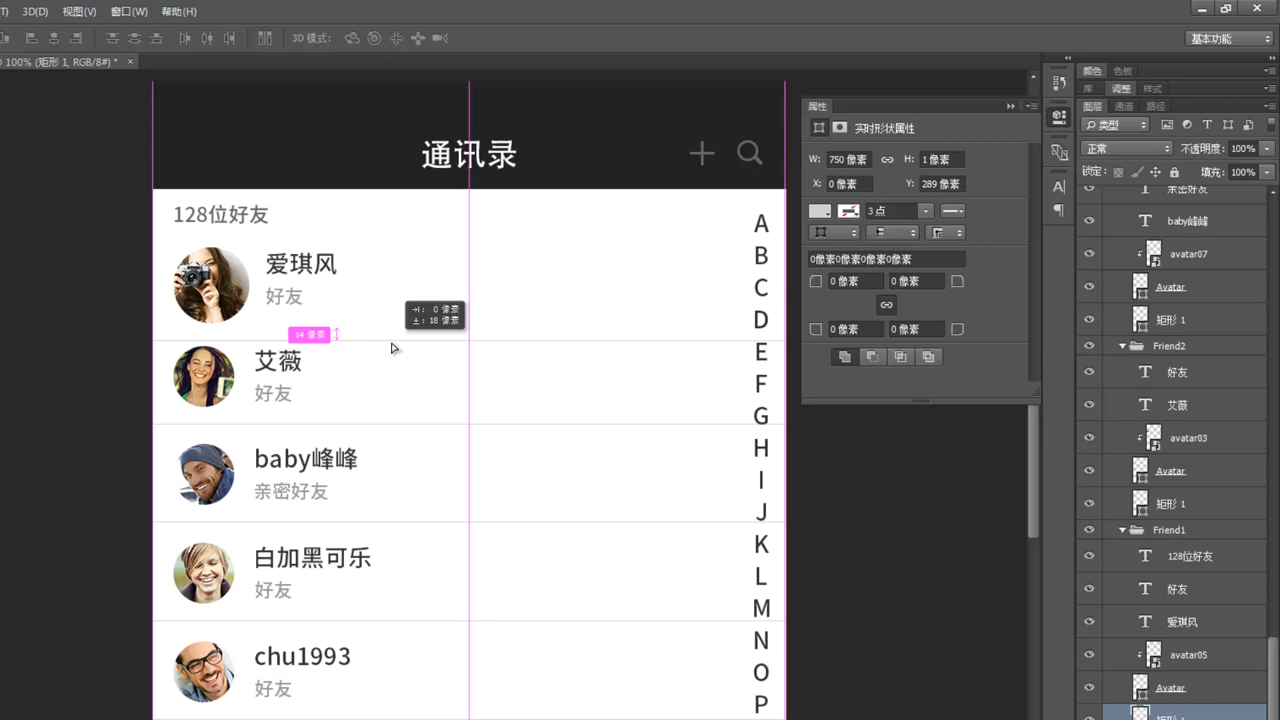 T) 3D(D) 视图(V) 窗口(W) 帮助(H)
3D 模式:
基本功能
100% (矩形 1, RGB/8#) *
通讯录
128位好友
爱琪风
好友
14 像素
0 像素
18 像素
艾薇
好友
baby峰峰
亲密好友
白加黑可乐
好友
chu1993
好友
A
B
C
D
E
F
G
H
I
J
K
L
M
N
O
P
属性
实时形状属性
W: 750 像素 H: 1 像素
X: 0 像素 Y: 289 像素
3点
0像素0像素0像素0像素
0 像素 0 像素
0 像素 0 像素
颜色 色板
库 调整 样式
图层 通道 路径
类型
正常 不透明度: 100%
锁定: 填充: 100%
亲密好友
baby峰峰
avatar07
Avatar
矩形 1
Friend2
好友
艾薇
avatar03
Avatar
矩形 1
Friend1
128位好友
好友
爱琪风
avatar05
Avatar
矩形 1